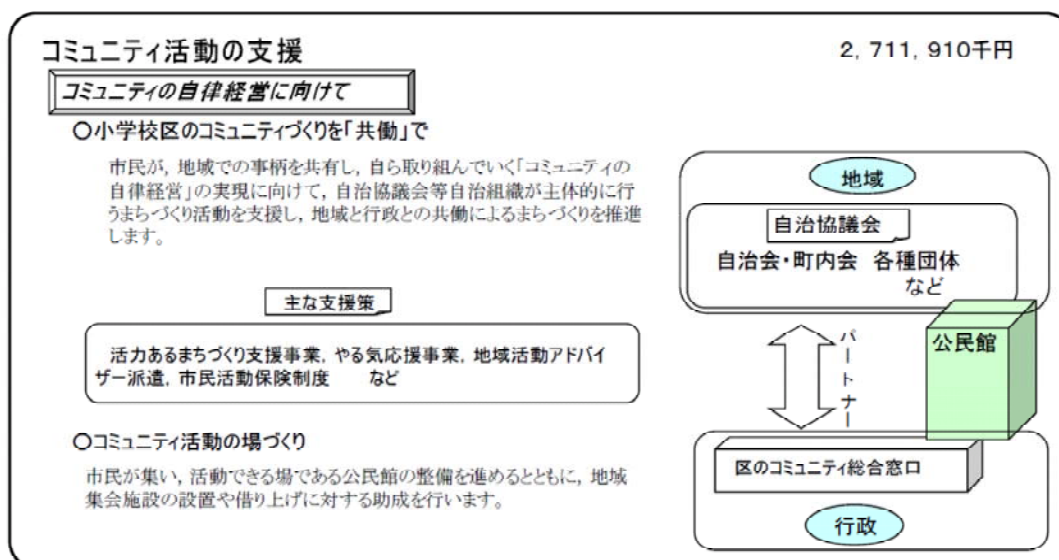 コミュニティ活動の支援
2，711，910千円
コミュニティの自律経営に向けて
○小学校区のコミュニティづくりを「共働」で
市民が，地域での事柄を共有し，自ら取り組んでいく「コミュニティの
自律経営」の実現に向けて，自治協議会等自治組織が主体的に行
うまちづくり活動を支援し，地域と行政との共働によるまちづくりを推進
します。
主な支援策
活力あるまちづくり支援事業，やる気応援事業，地域活動アドバイ
ザー派遣，市民活動保険制度　　など
○コミュニティ活動の場づくり
市民が集い，活動できる場である公民館の整備を進めるとともに，地域
集会施設の設置や借り上げに対する助成を行います。
地域
自治協議会
自治会・町内会　各種団体
など
パートナー
公民館
区のコミュニティ総合窓口
行政